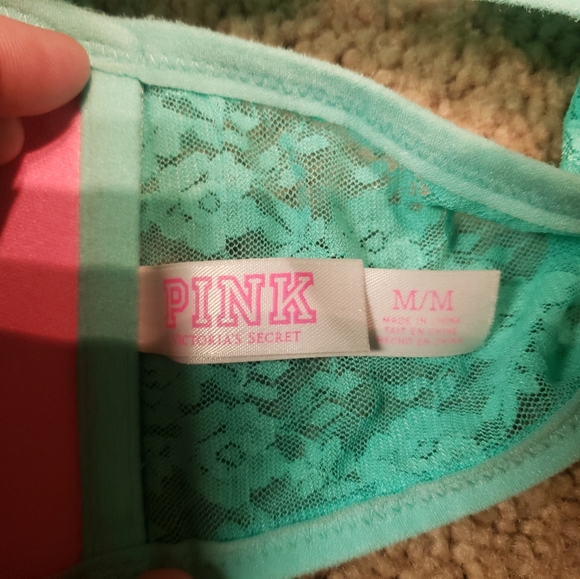 PINK
VICTORIA'S SECRET
M/M
MADE IN CHINA
FAIT EN CHINE
HECHO EN CHINA